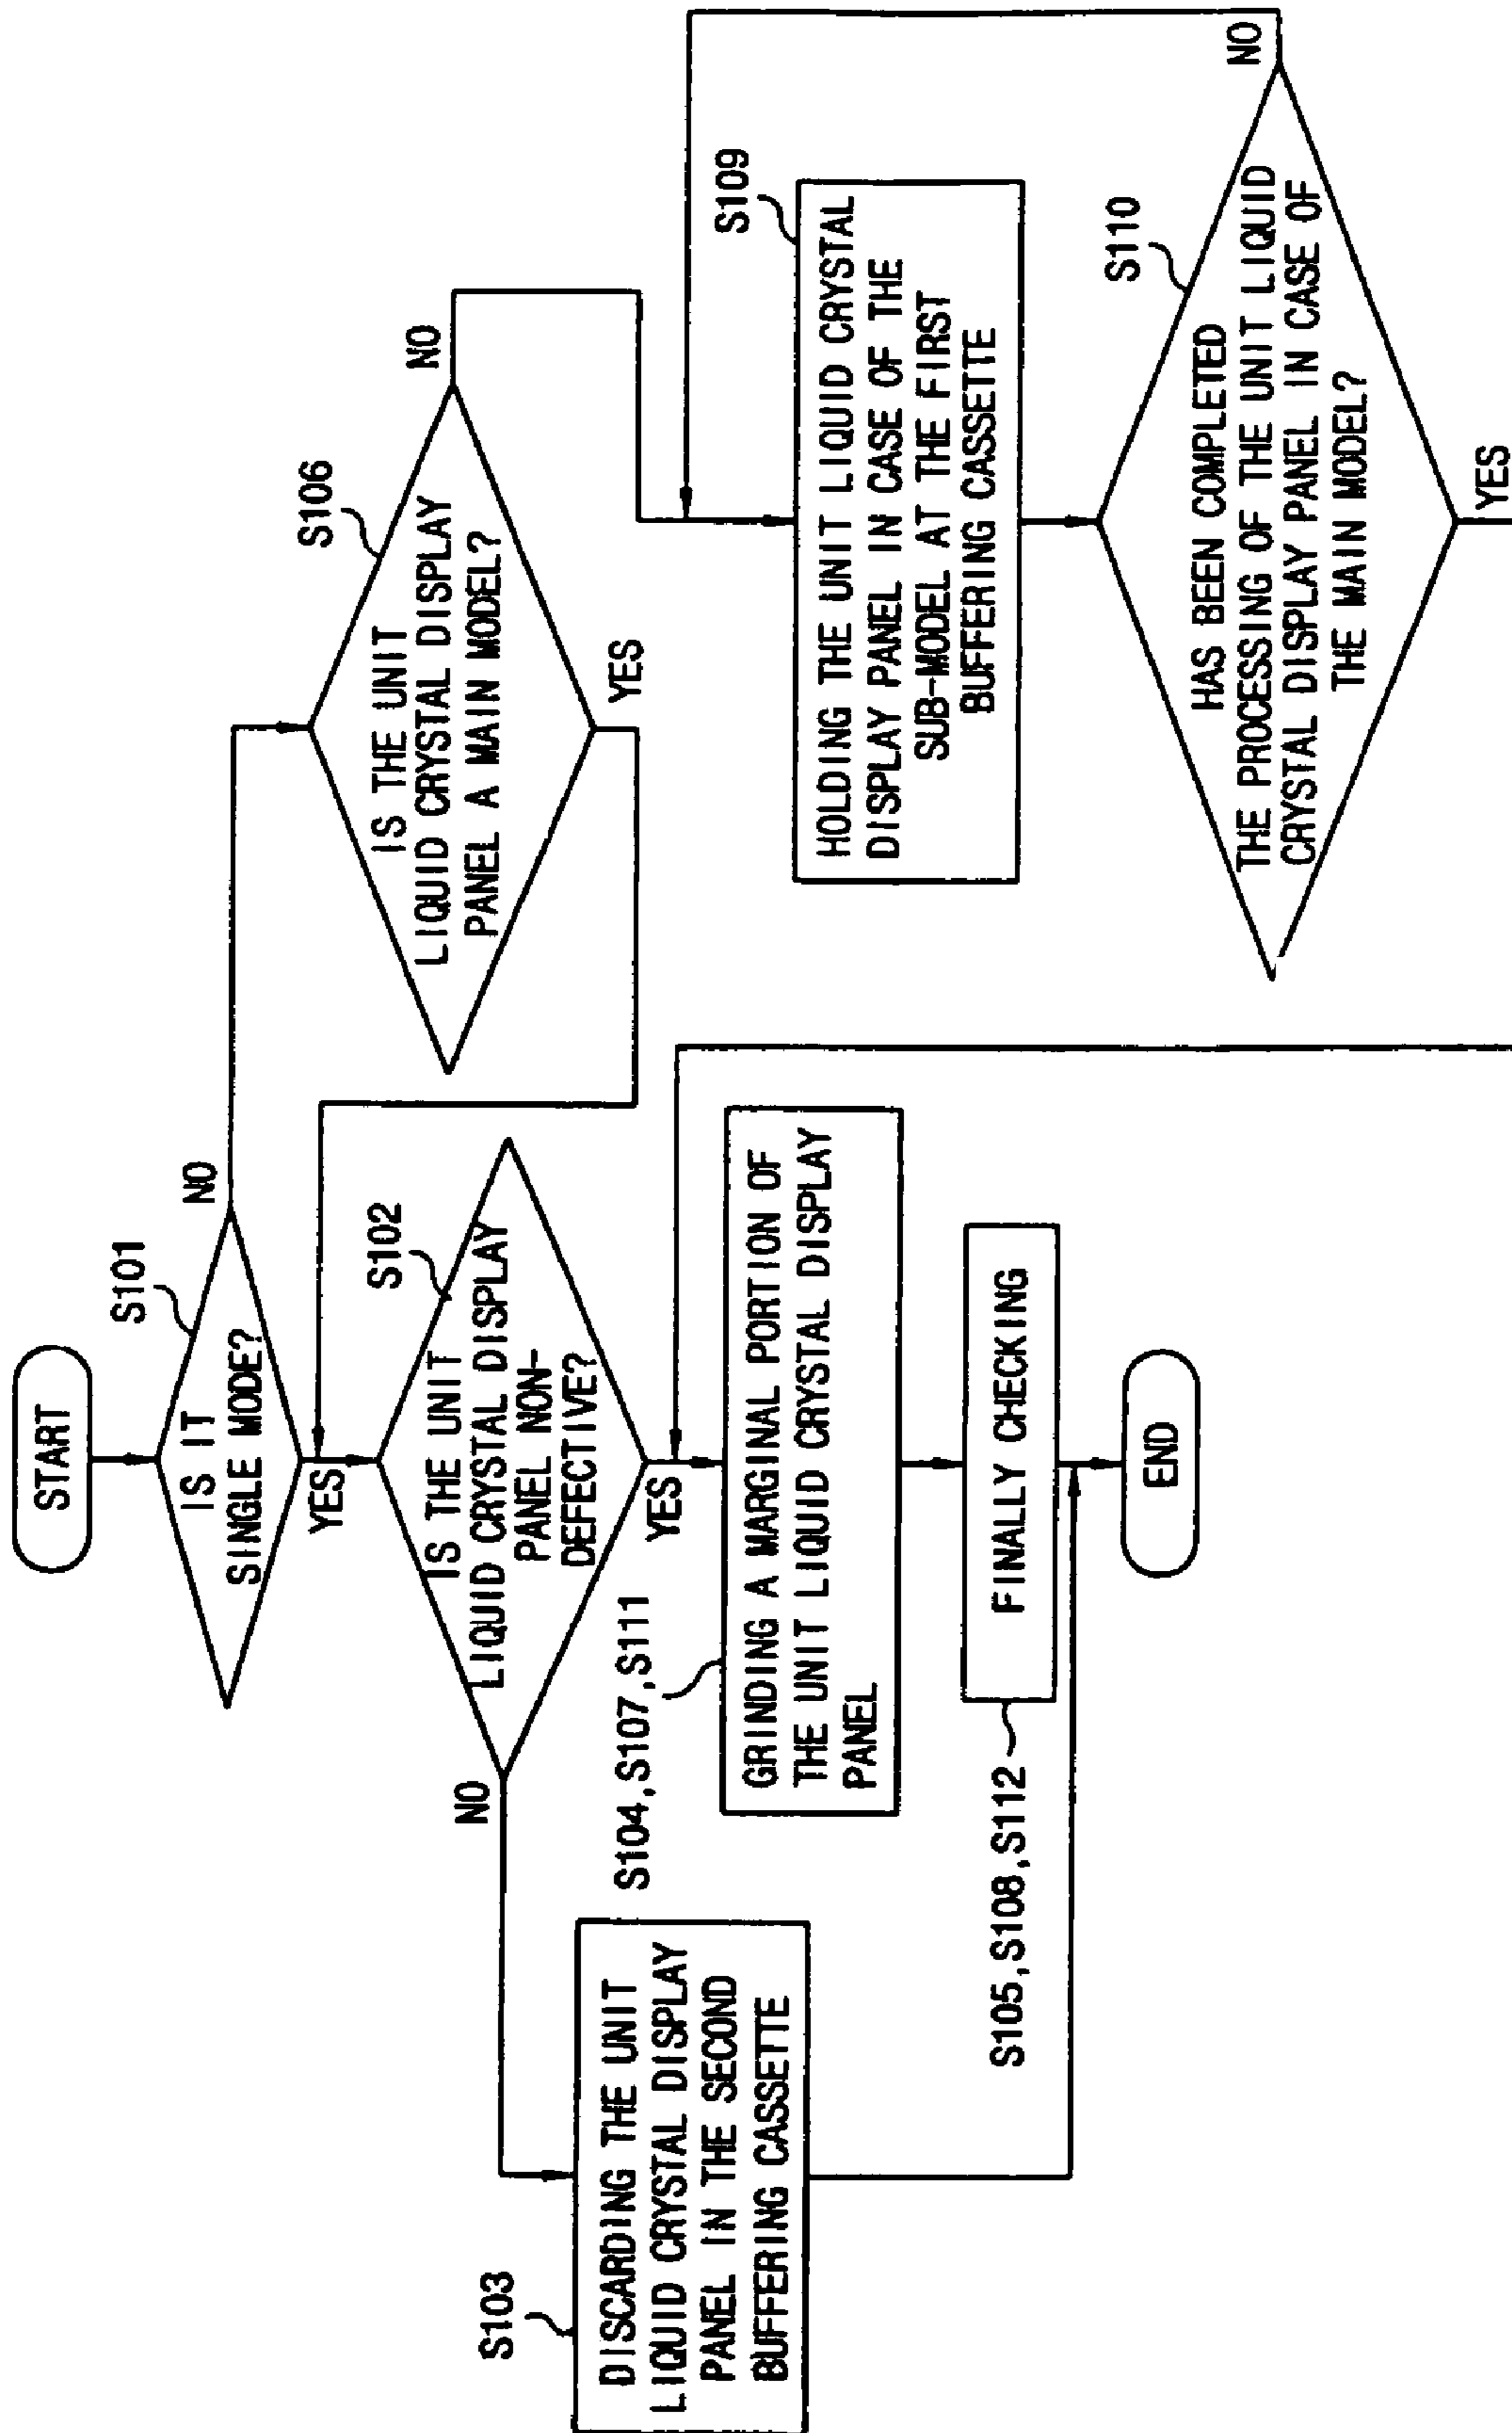 START
S101
IS IT
SINGLE MODE?
NO
YES
S102
IS THE UNIT
LIQUID CRYSTAL DISPLAY
PANEL NON-
DEFECTIVE?
NO
YES
S103
DISCARDING THE UNIT
LIQUID CRYSTAL DISPLAY
PANEL IN THE SECOND
BUFFERING CASSETTE
S104,S107,S111
GRINDING A MARGINAL PORTION OF
THE UNIT LIQUID CRYSTAL DISPLAY
PANEL
S105,S108,S112
FINALLY CHECKING
END
S106
IS THE UNIT
LIQUID CRYSTAL DISPLAY
PANEL A MAIN MODEL?
NO
YES
S109
HOLDING THE UNIT LIQUID CRYSTAL
DISPLAY PANEL IN CASE OF THE
SUB-MODEL AT THE FIRST
BUFFERING CASSETTE
S110
HAS BEEN COMPLETED
THE PROCESSING OF THE UNIT LIQUID
CRYSTAL DISPLAY PANEL IN CASE OF
THE MAIN MODEL?
NO
YES